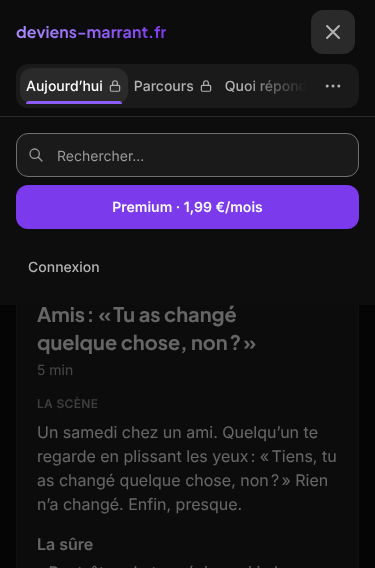 deviens-marrant.fr
Aujourd’hui
Parcours
Quoi répond
Rechercher...
Premium · 1,99 €/mois
Connexion
Amis : « Tu as changé
quelque chose, non ? »
5 min
LA SCÈNE
Un samedi chez un ami. Quelqu’un te
regarde en plissant les yeux : « Tiens, tu
as changé quelque chose, non ? » Rien
n’a changé. Enfin, presque.
La sûre